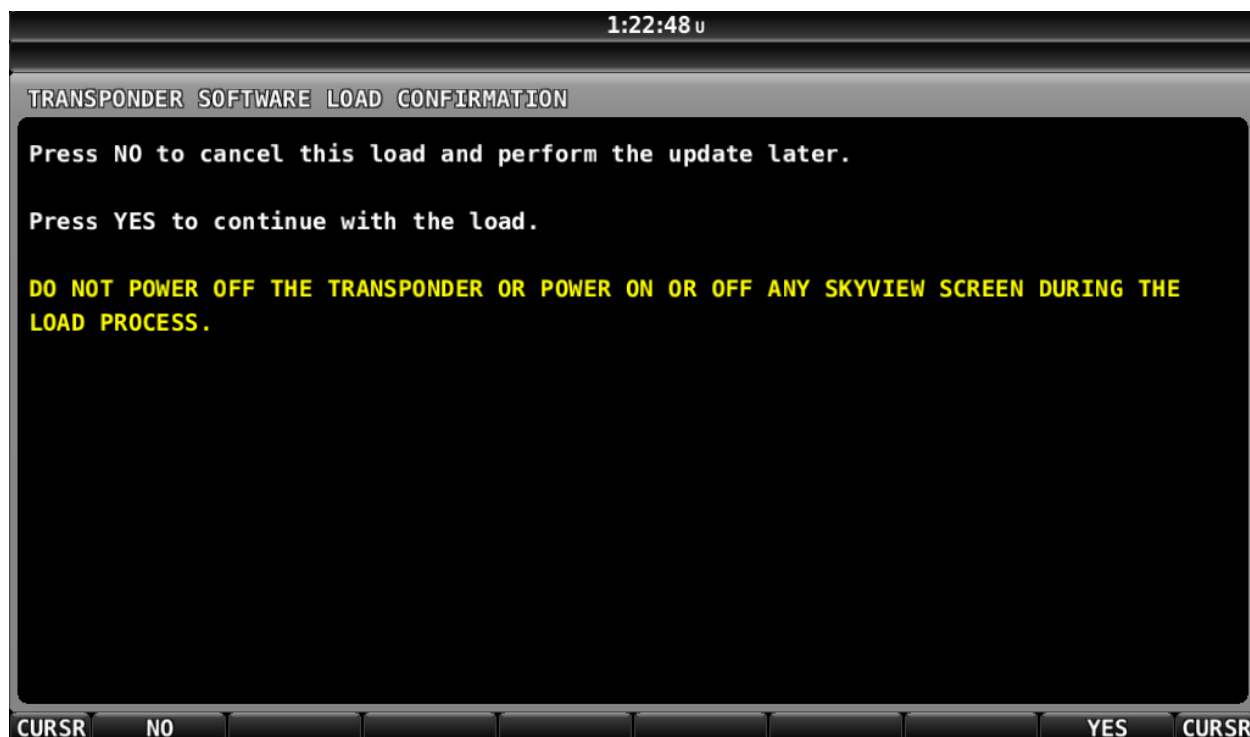 1:22:48 U
TRANSPONDER SOFTWARE LOAD CONFIRMATION
Press NO to cancel this load and perform the update later.
Press YES to continue with the load.
DO NOT POWER OFF THE TRANSPONDER OR POWER ON OR OFF ANY SKYVIEW SCREEN DURING THE
LOAD PROCESS.
CURSR NO YES CURSR